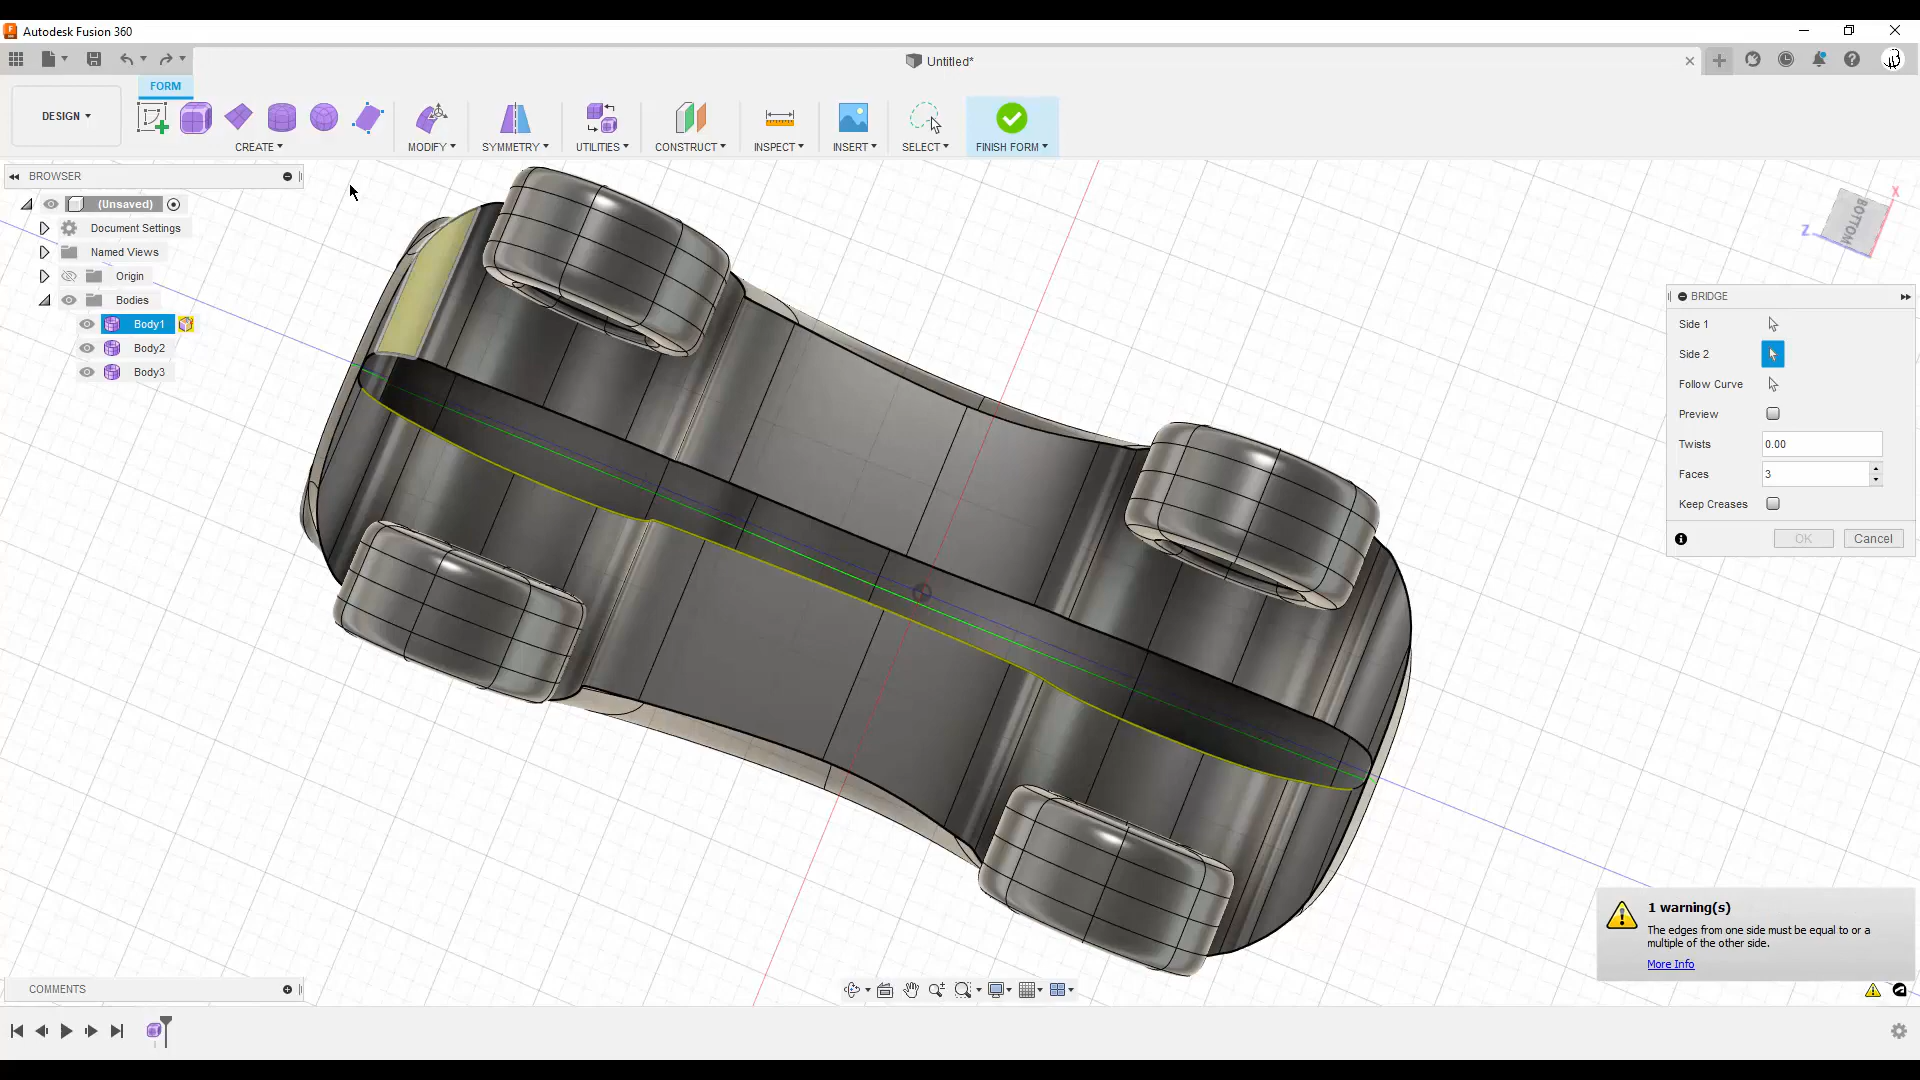 Autodesk Fusion 360
Untitled*
FORM
DESIGN
CREATE
MODIFY
SYMMETRY
UTILITIES
CONSTRUCT
INSPECT
INSERT
SELECT
FINISH FORM
BROWSER
(Unsaved)
Document Settings
Named Views
Origin
Bodies
Body1
Body2
Body3
X
Z
BOTTOM
BRIDGE
Side 1
Side 2
Follow Curve
Preview
Twists 0.00
Faces 3
Keep Creases
OK Cancel
1 warning(s)
The edges from one side must be equal to or a
multiple of the other side.
More Info
COMMENTS